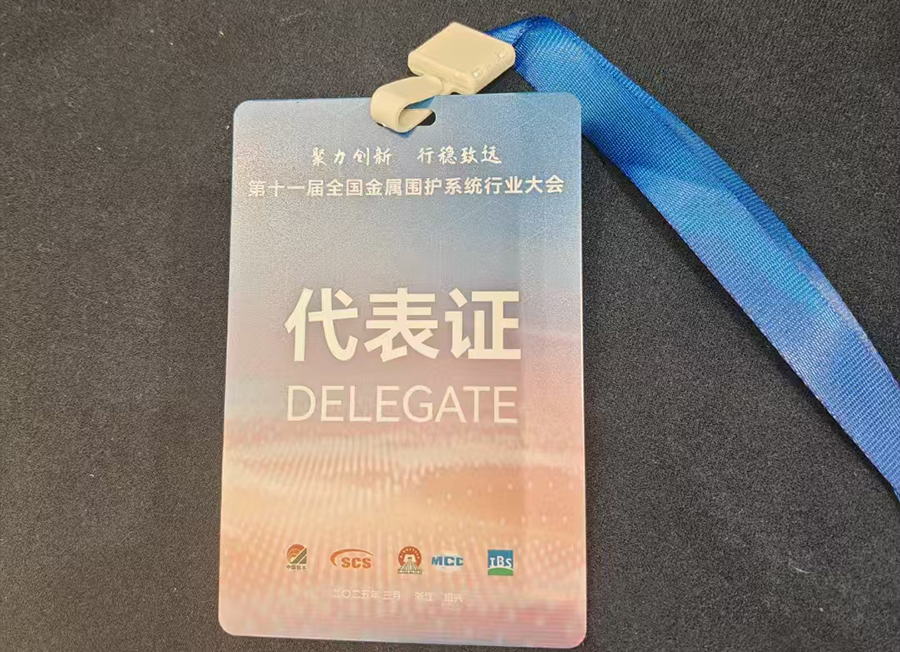 聚力创新 行稳致远
第十一届全国金属围护系统行业大会
代表证
DELEGATE
SCS MCC IBS
二〇二五年 三月 浙江 绍兴